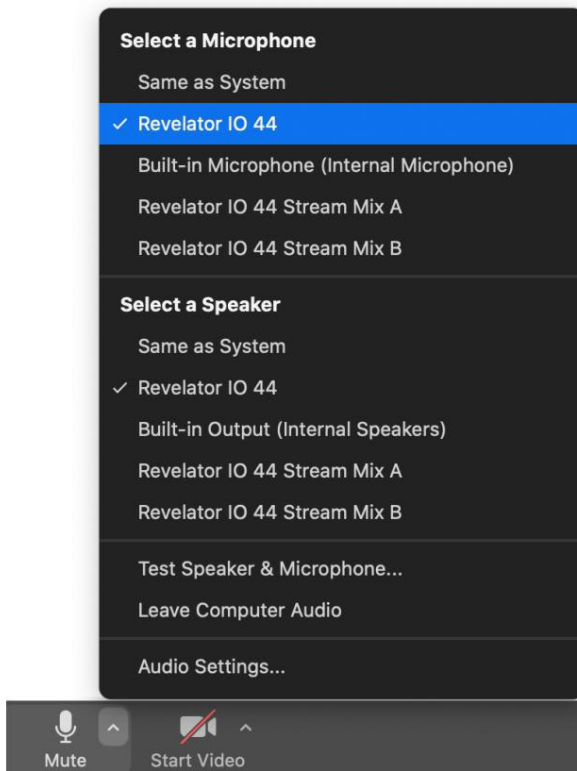 Select a Microphone
Same as System
Revelator IO 44
Built-in Microphone (Internal Microphone)
Revelator IO 44 Stream Mix A
Revelator IO 44 Stream Mix B
Select a Speaker
Same as System
Revelator IO 44
Built-in Output (Internal Speakers)
Revelator IO 44 Stream Mix A
Revelator IO 44 Stream Mix B
Test Speaker & Microphone...
Leave Computer Audio
Audio Settings...
Mute Start Video